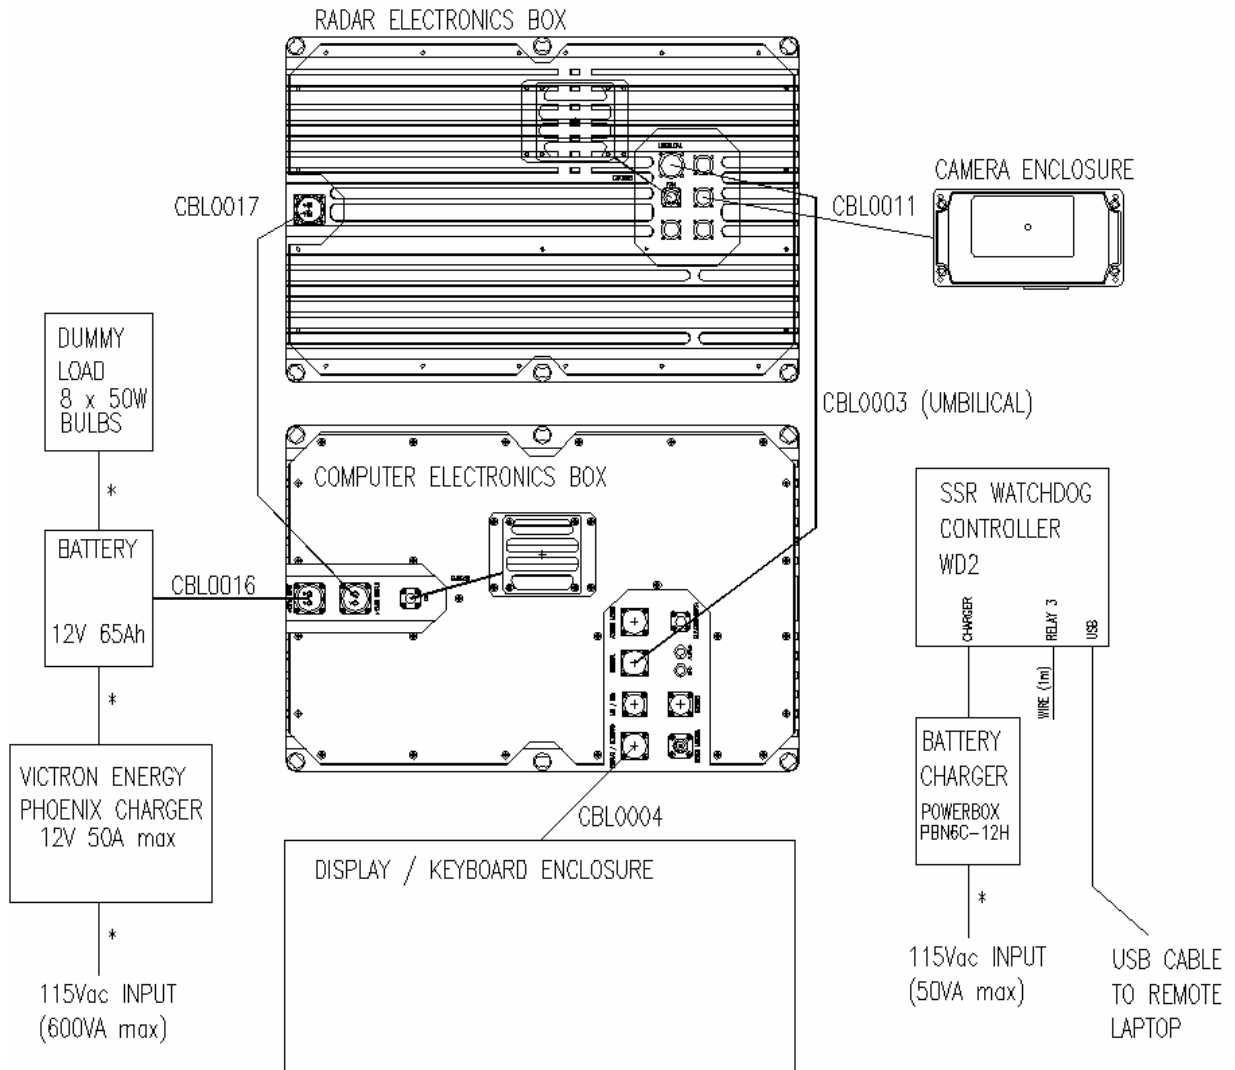 RADAR ELECTRONICS BOX
CAMERA ENCLOSURE
CBL0017
CBL0011
DUMMY
LOAD
8 x 50W
BULBS
CBL0003 (UMBILICAL)
COMPUTER ELECTRONICS BOX
SSR WATCHDOG
CONTROLLER
WD2
*
BATTERY
12V 65Ah
CBL0016
CHARGER
RELAY 3
USB
WIRE (1m)
*
VICTRON ENERGY
PHOENIX CHARGER
12V 50A max
BATTERY
CHARGER
POWERBOX
PBN6C-12H
CBL0004
DISPLAY / KEYBOARD ENCLOSURE
*
*
115Vac INPUT
(600VA max)
115Vac INPUT
(50VA max)
USB CABLE
TO REMOTE
LAPTOP